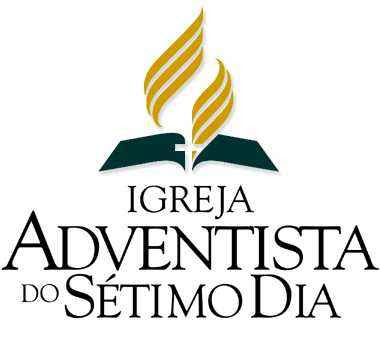 IGREJA
ADVENTISTA
DO SÉTIMO DIA